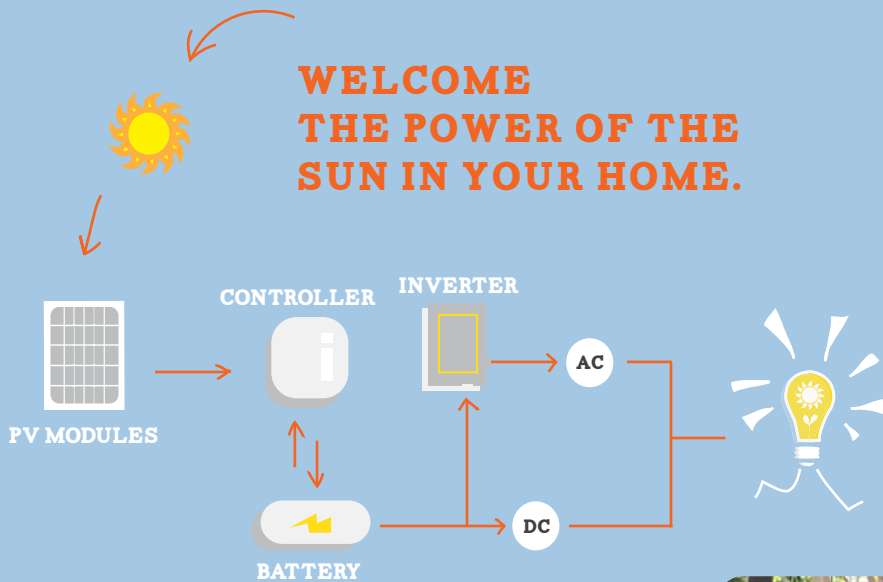 WELCOME
THE POWER OF THE
SUN IN YOUR HOME.
CONTROLLER
INVERTER
i
AC
PV MODULES
DC
BATTERY